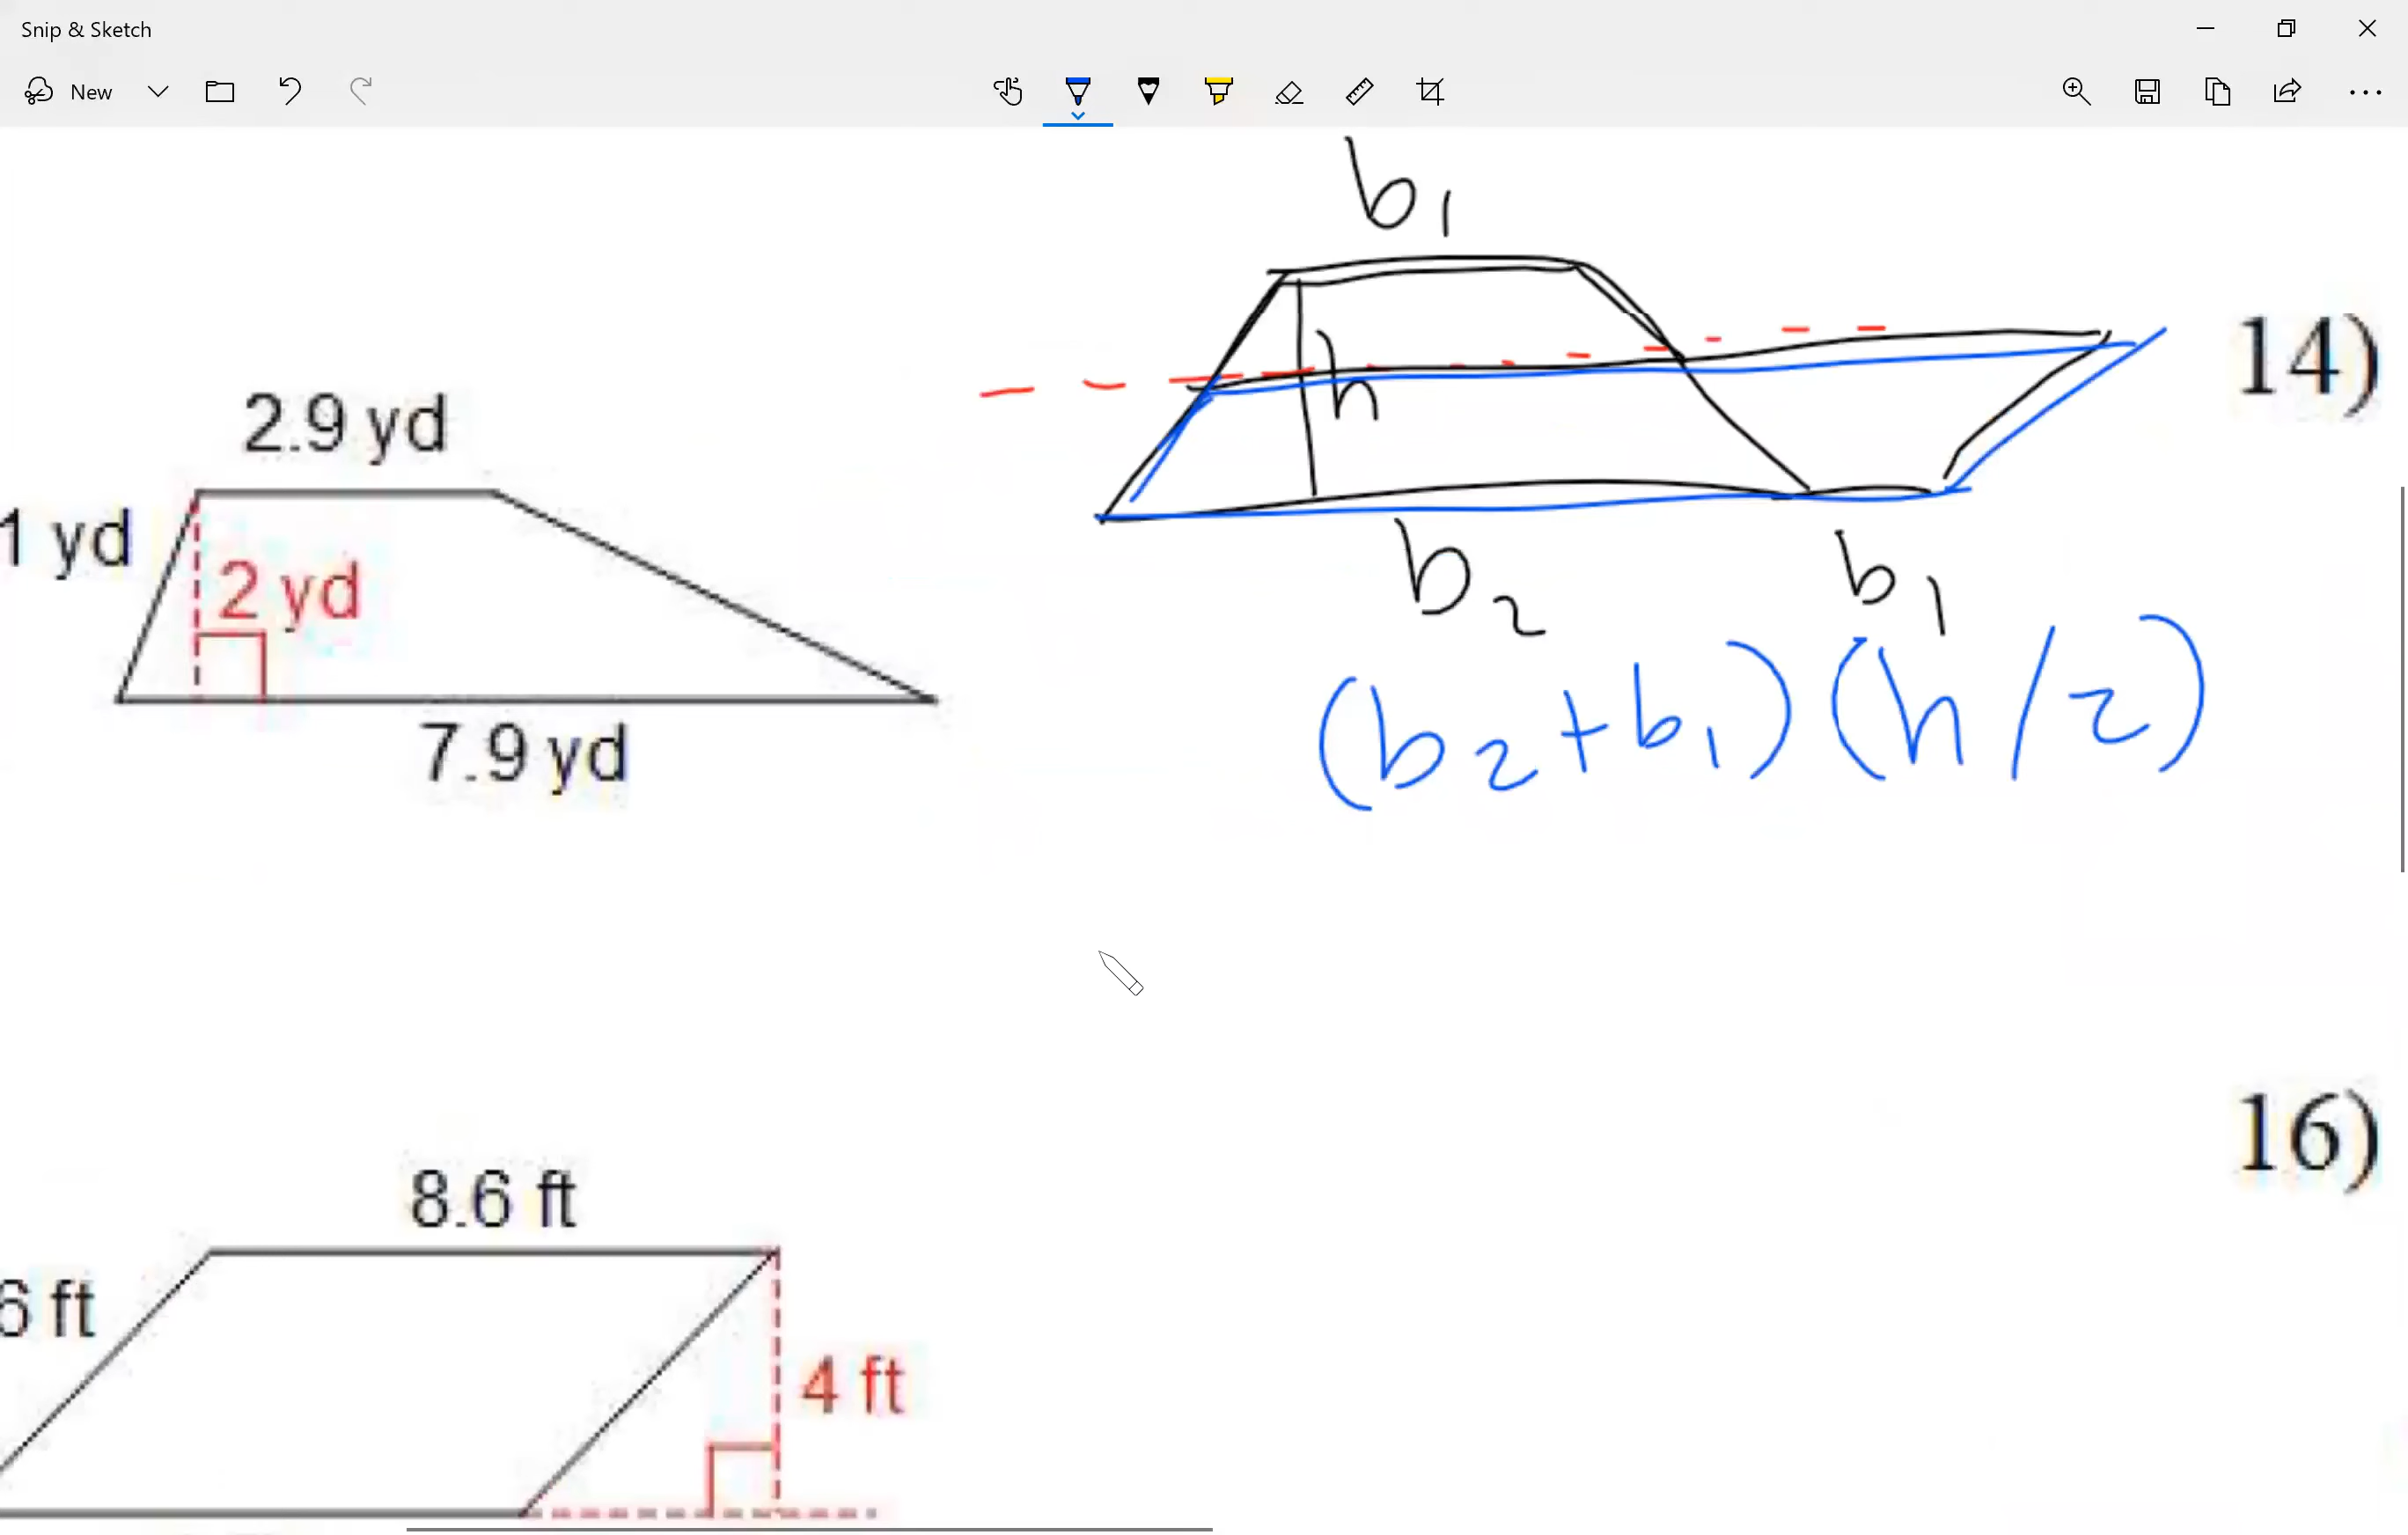 Snip & Sketch
New
b1
14)
2.9 yd
h
1 yd
2 yd
b2
b1
7.9 yd
(b2+b1)(h/2)
16)
8.6 ft
6 ft
4 ft